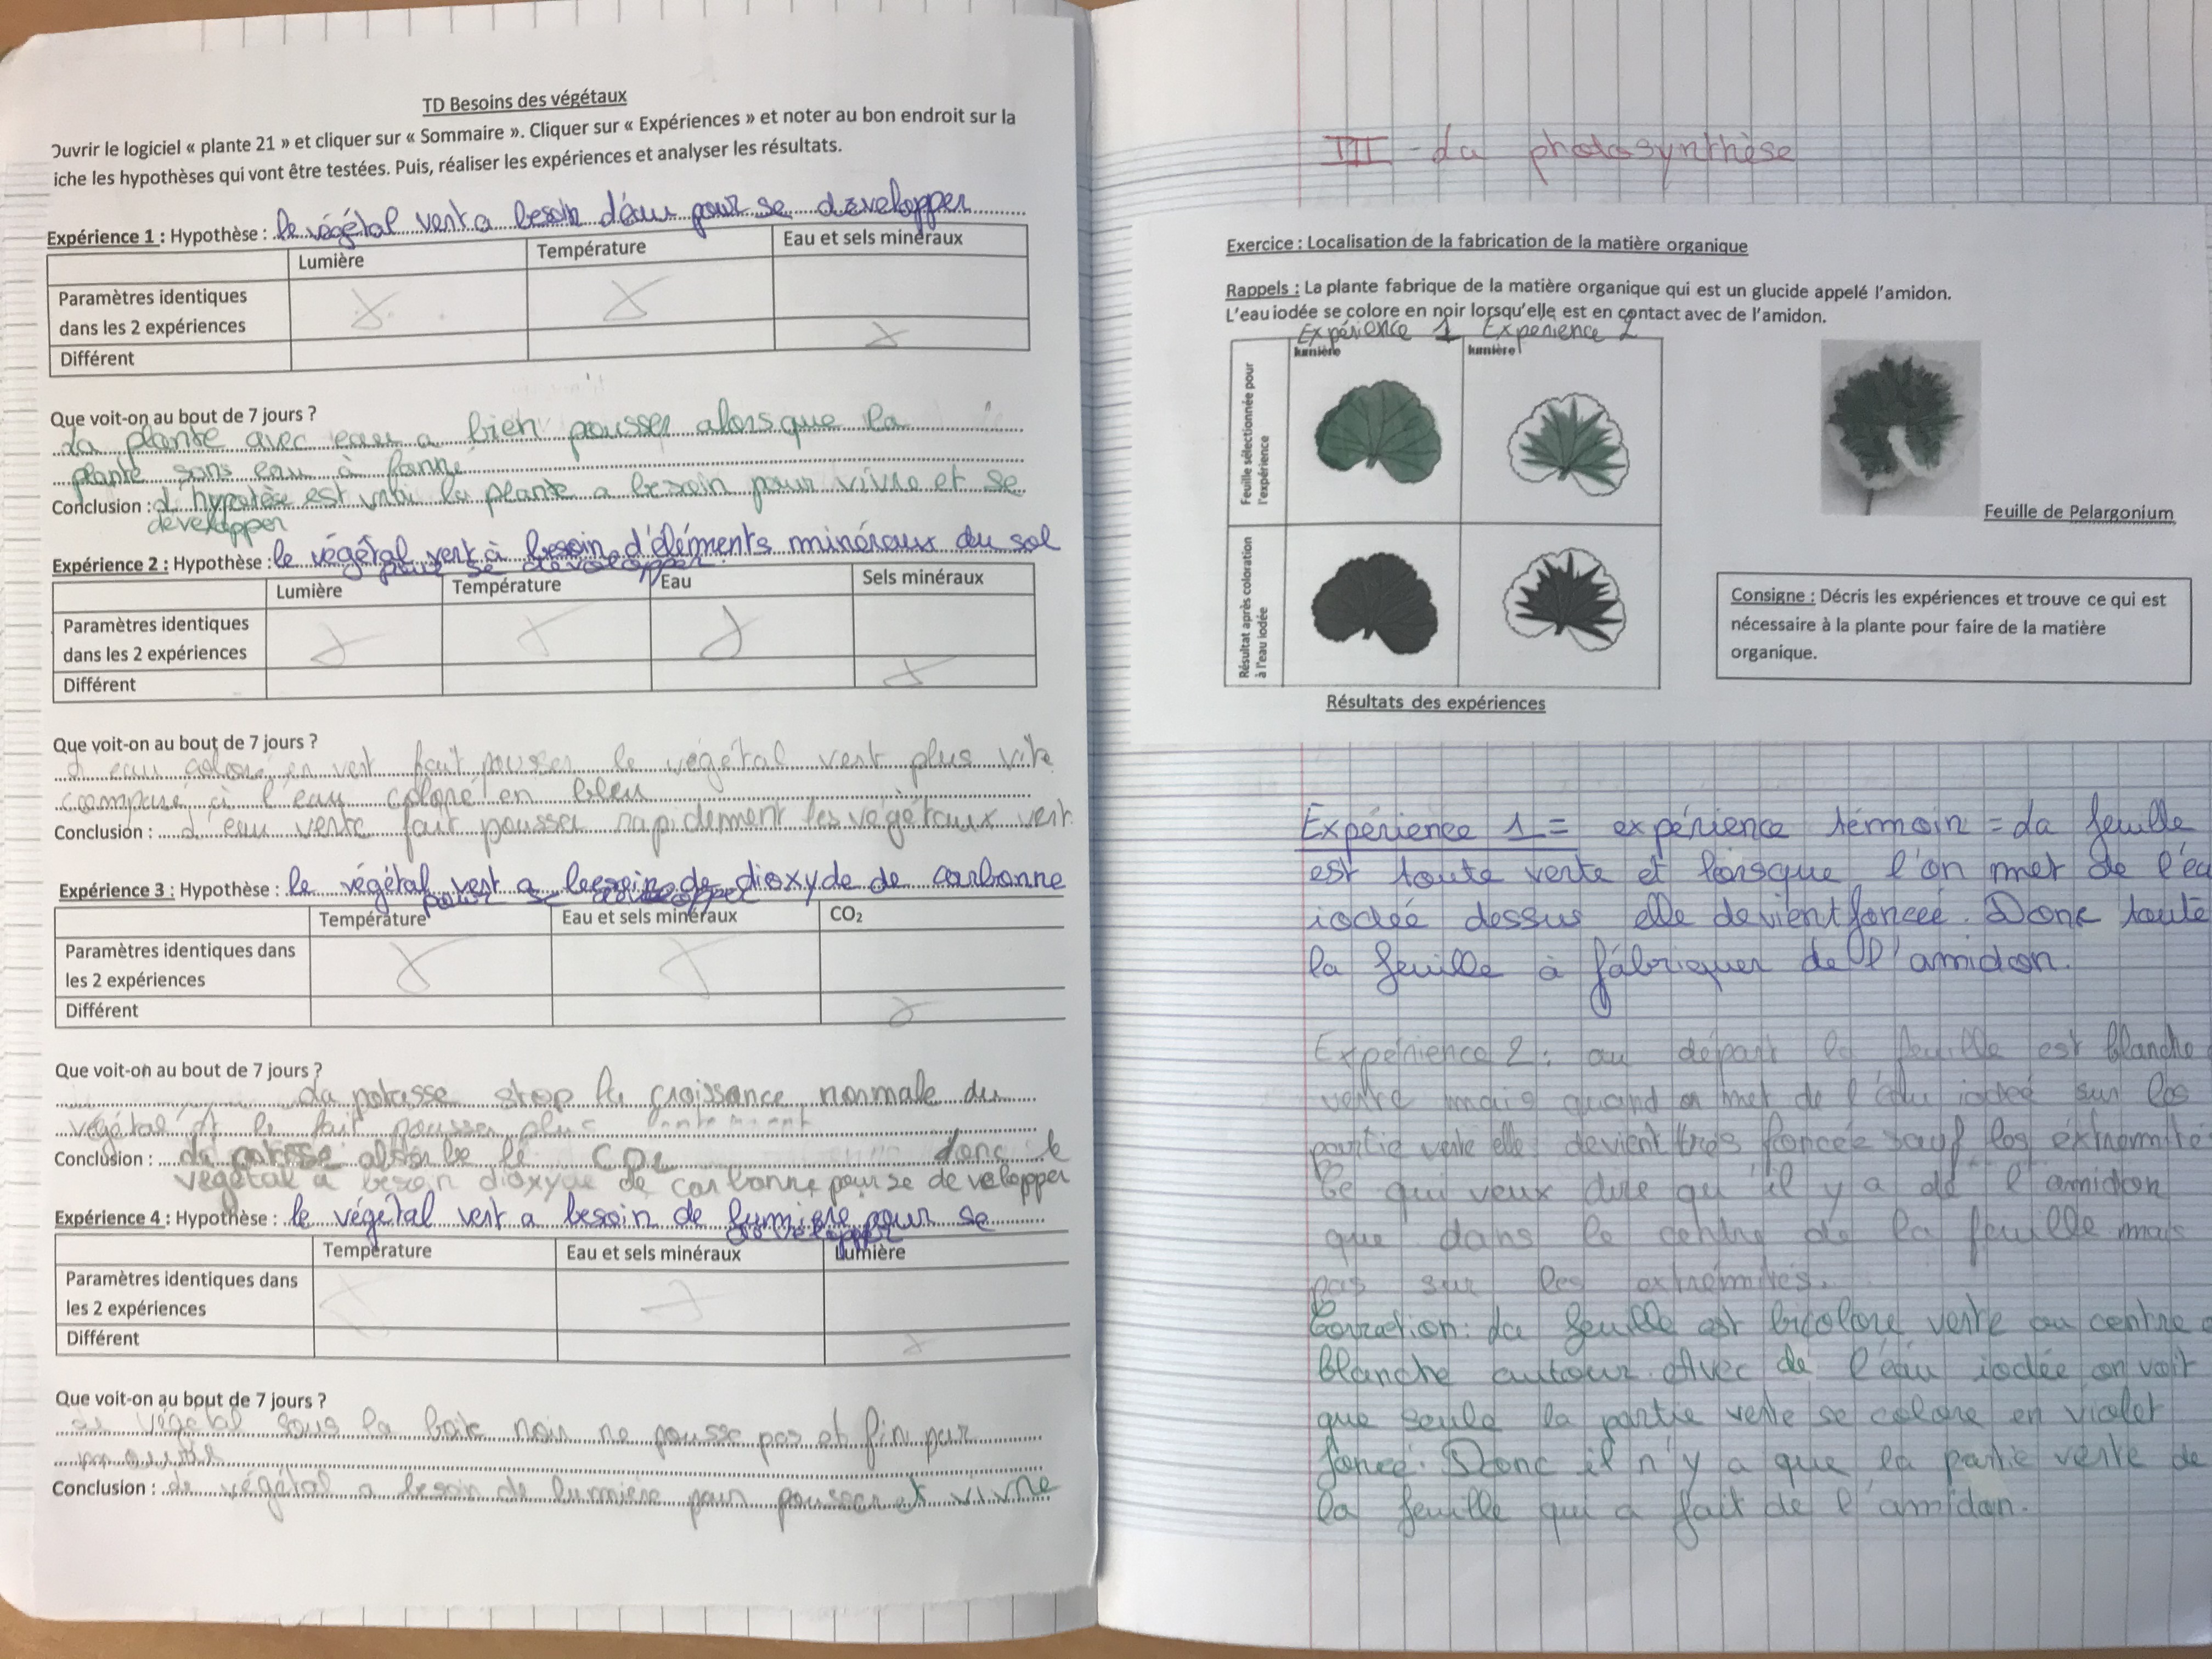 TD Besoins des végétaux
Ouvrir le logiciel « plante 21 » et cliquer sur « Sommaire ». Cliquer sur « Expériences » et noter au bon endroit sur la
iche les hypothèses qui vont être testées. Puis, réaliser les expériences et analyser les résultats.
Expérience 1 : Hypothèse : le végétal vert a besoin d'eau pour se developper
Lumière Température Eau et sels minéraux
Paramètres identiques
dans les 2 expériences
Différent
Que voit-on au bout de 7 jours ?
La plante avec eau a bien pousser alorsque la
plante sans eau à fanne
Conclusion : L'hypotèse est vrai la plante a besoin pour vivre et se
développer
Expérience 2 : Hypothèse : le végétal vert à besoin d'éléments minéraux du sol
pour se développer
Lumière Température Eau Sels minéraux
Paramètres identiques
dans les 2 expériences
Différent
Que voit-on au bout de 7 jours ?
L'eau coloré en vert fait pousser le végétal vert plus vite
comparé à l'eau coloré en bleu
Conclusion : L'eau verte fait pousser rapidement les végétaux vert
Expérience 3 : Hypothèse : le végétal vert a besoin de dioxyde de carbonne
pour se développer
Température Eau et sels minéraux CO₂
Paramètres identiques dans
les 2 expériences
Différent
Que voit-on au bout de 7 jours ?
La potasse stop la croissance normale du
végétal et le fait pousser plus
Conclusion : La potasse absorbe le CO2 donc le
végétal a besoin dioxyde de carbonne pour se developper
Expérience 4 : Hypothèse : le végétal vert a besoin de lumière pour se
développer
Température Eau et sels minéraux Lumière
Paramètres identiques dans
les 2 expériences
Différent
Que voit-on au bout de 7 jours ?
végétal sous la boite noir ne pousse pas et fini par
Conclusion : Le végétal a besoin de lumière pour pousser et vivre
III - La photosynthèse
Exercice : Localisation de la fabrication de la matière organique
Rappels : La plante fabrique de la matière organique qui est un glucide appelé l'amidon.
L'eau iodée se colore en noir lorsqu'elle est en contact avec de l'amidon.
Expérience 1 Expérience 2
lumière lumière
Feuille sélectionnée pour
l'expérience
Résultat après coloration
à l'eau iodée
Résultats des expériences
Feuille de Pelargonium
Consigne : Décris les expériences et trouve ce qui est
nécessaire à la plante pour faire de la matière
organique.
Expérience 1 = expérience témoin = La feuille
est toute verte et lorsque l'on met de l'eau
iodée dessus elle devient foncée. Donc toute
la feuille à fabriquer de l'amidon.
Expérience 2 : au départ la feuille est blanche
verte mais quand on met de l'eau iodée sur las
partie verte elle devient très foncée sauf les éxtrémité
Ce qui veux dire qu'il y a de l'amidon
que dans le centre de la feuille mais
pas sur les extrémités.
Correction : La feuille est bicolore verte au centre
blanche autour. Avec de l'eau iodée on voit
que seule la partie verte se colore en violet
foncé. Donc il n'y a que la partie verte de
la feuille qui a fait de l'amidon.